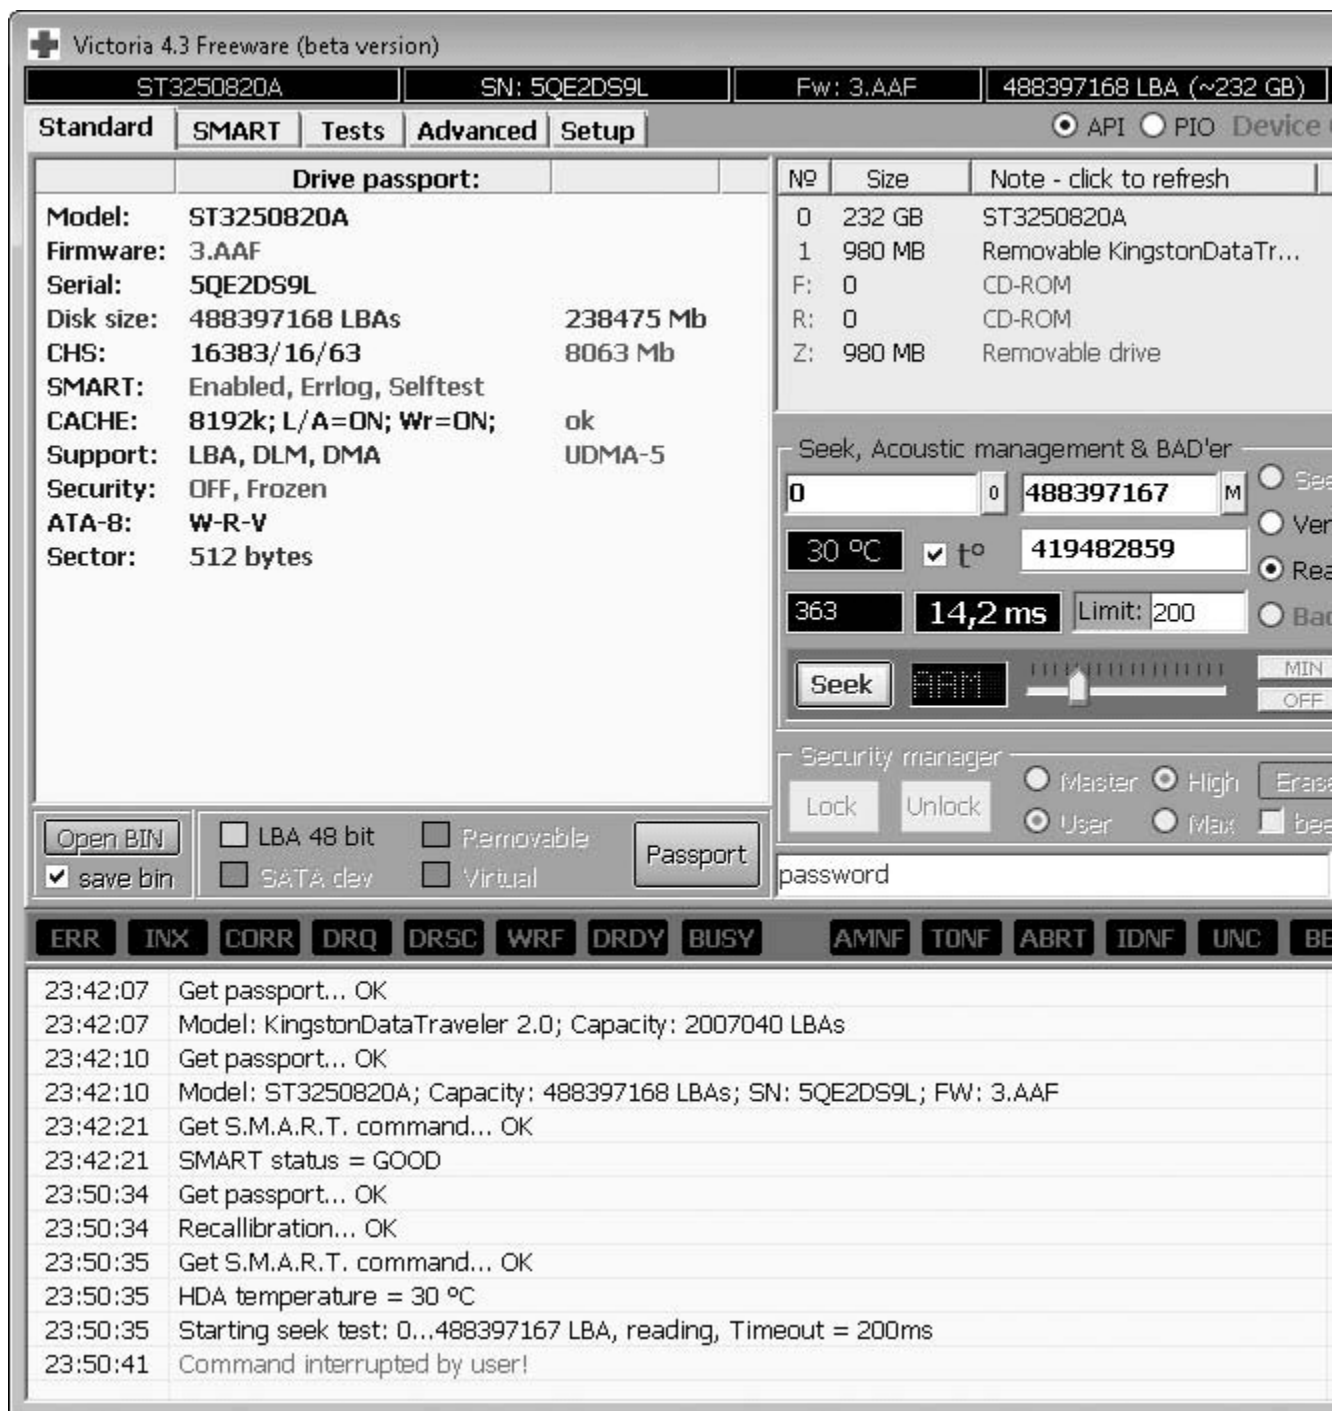 Victoria 4.3 Freeware (beta version)
ST3250820A SN: 5QE2DS9L Fw: 3.AAF 488397168 LBA (~232 GB)
Standard SMART Tests Advanced Setup API PIO Device
Drive passport:
Model: ST3250820A
Firmware: 3.AAF
Serial: 5QE2DS9L
Disk size: 488397168 LBAs 238475 Mb
CHS: 16383/16/63 8063 Mb
SMART: Enabled, Errlog, Selftest
CACHE: 8192k; L/A=ON; Wr=ON; ok
Support: LBA, DLM, DMA UDMA-5
Security: OFF, Frozen
ATA-8: W-R-V
Sector: 512 bytes
Nº Size Note - click to refresh
0 232 GB ST3250820A
1 980 MB Removable KingstonDataTr...
F: 0 CD-ROM
R: 0 CD-ROM
Z: 980 MB Removable drive
Seek, Acoustic management & BAD'er
0 0 488397167 M See
30 ºC tº 419482859 Ver
Rea
363 14,2 ms Limit: 200 Bad
Seek AAM MIN
OFF
Security manager
Lock Unlock Master High Erase
User Max bee
password
Open BIN LBA 48 bit Removable Passport
save bin SATA dev Virtual
ERR INX CORR DRQ DRSC WRF DRDY BUSY AMNF TONF ABRT IDNF UNC BB
23:42:07 Get passport... OK
23:42:07 Model: KingstonDataTraveler 2.0; Capacity: 2007040 LBAs
23:42:10 Get passport... OK
23:42:10 Model: ST3250820A; Capacity: 488397168 LBAs; SN: 5QE2DS9L; FW: 3.AAF
23:42:21 Get S.M.A.R.T. command... OK
23:42:21 SMART status = GOOD
23:50:34 Get passport... OK
23:50:34 Recallibration... OK
23:50:35 Get S.M.A.R.T. command... OK
23:50:35 HDA temperature = 30 ºC
23:50:35 Starting seek test: 0...488397167 LBA, reading, Timeout = 200ms
23:50:41 Command interrupted by user!